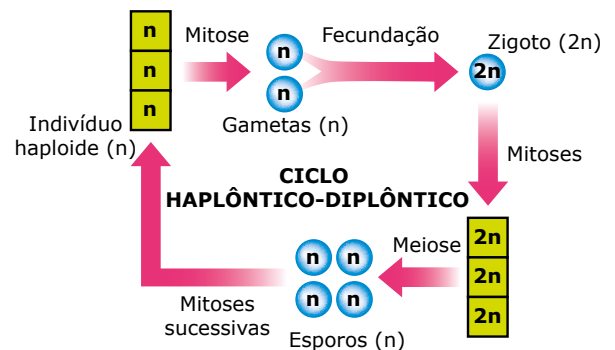 n
n
n
Mitose
n
n
Fecundação
Zigoto (2n)
2n
Gametas (n)
Indivíduo
haploide (n)
Mitoses
CICLO
HAPLÔNTICO-DIPLÔNTICO
2n
2n
2n
Meiose
n n
n n
Mitoses
sucessivas
Esporos (n)